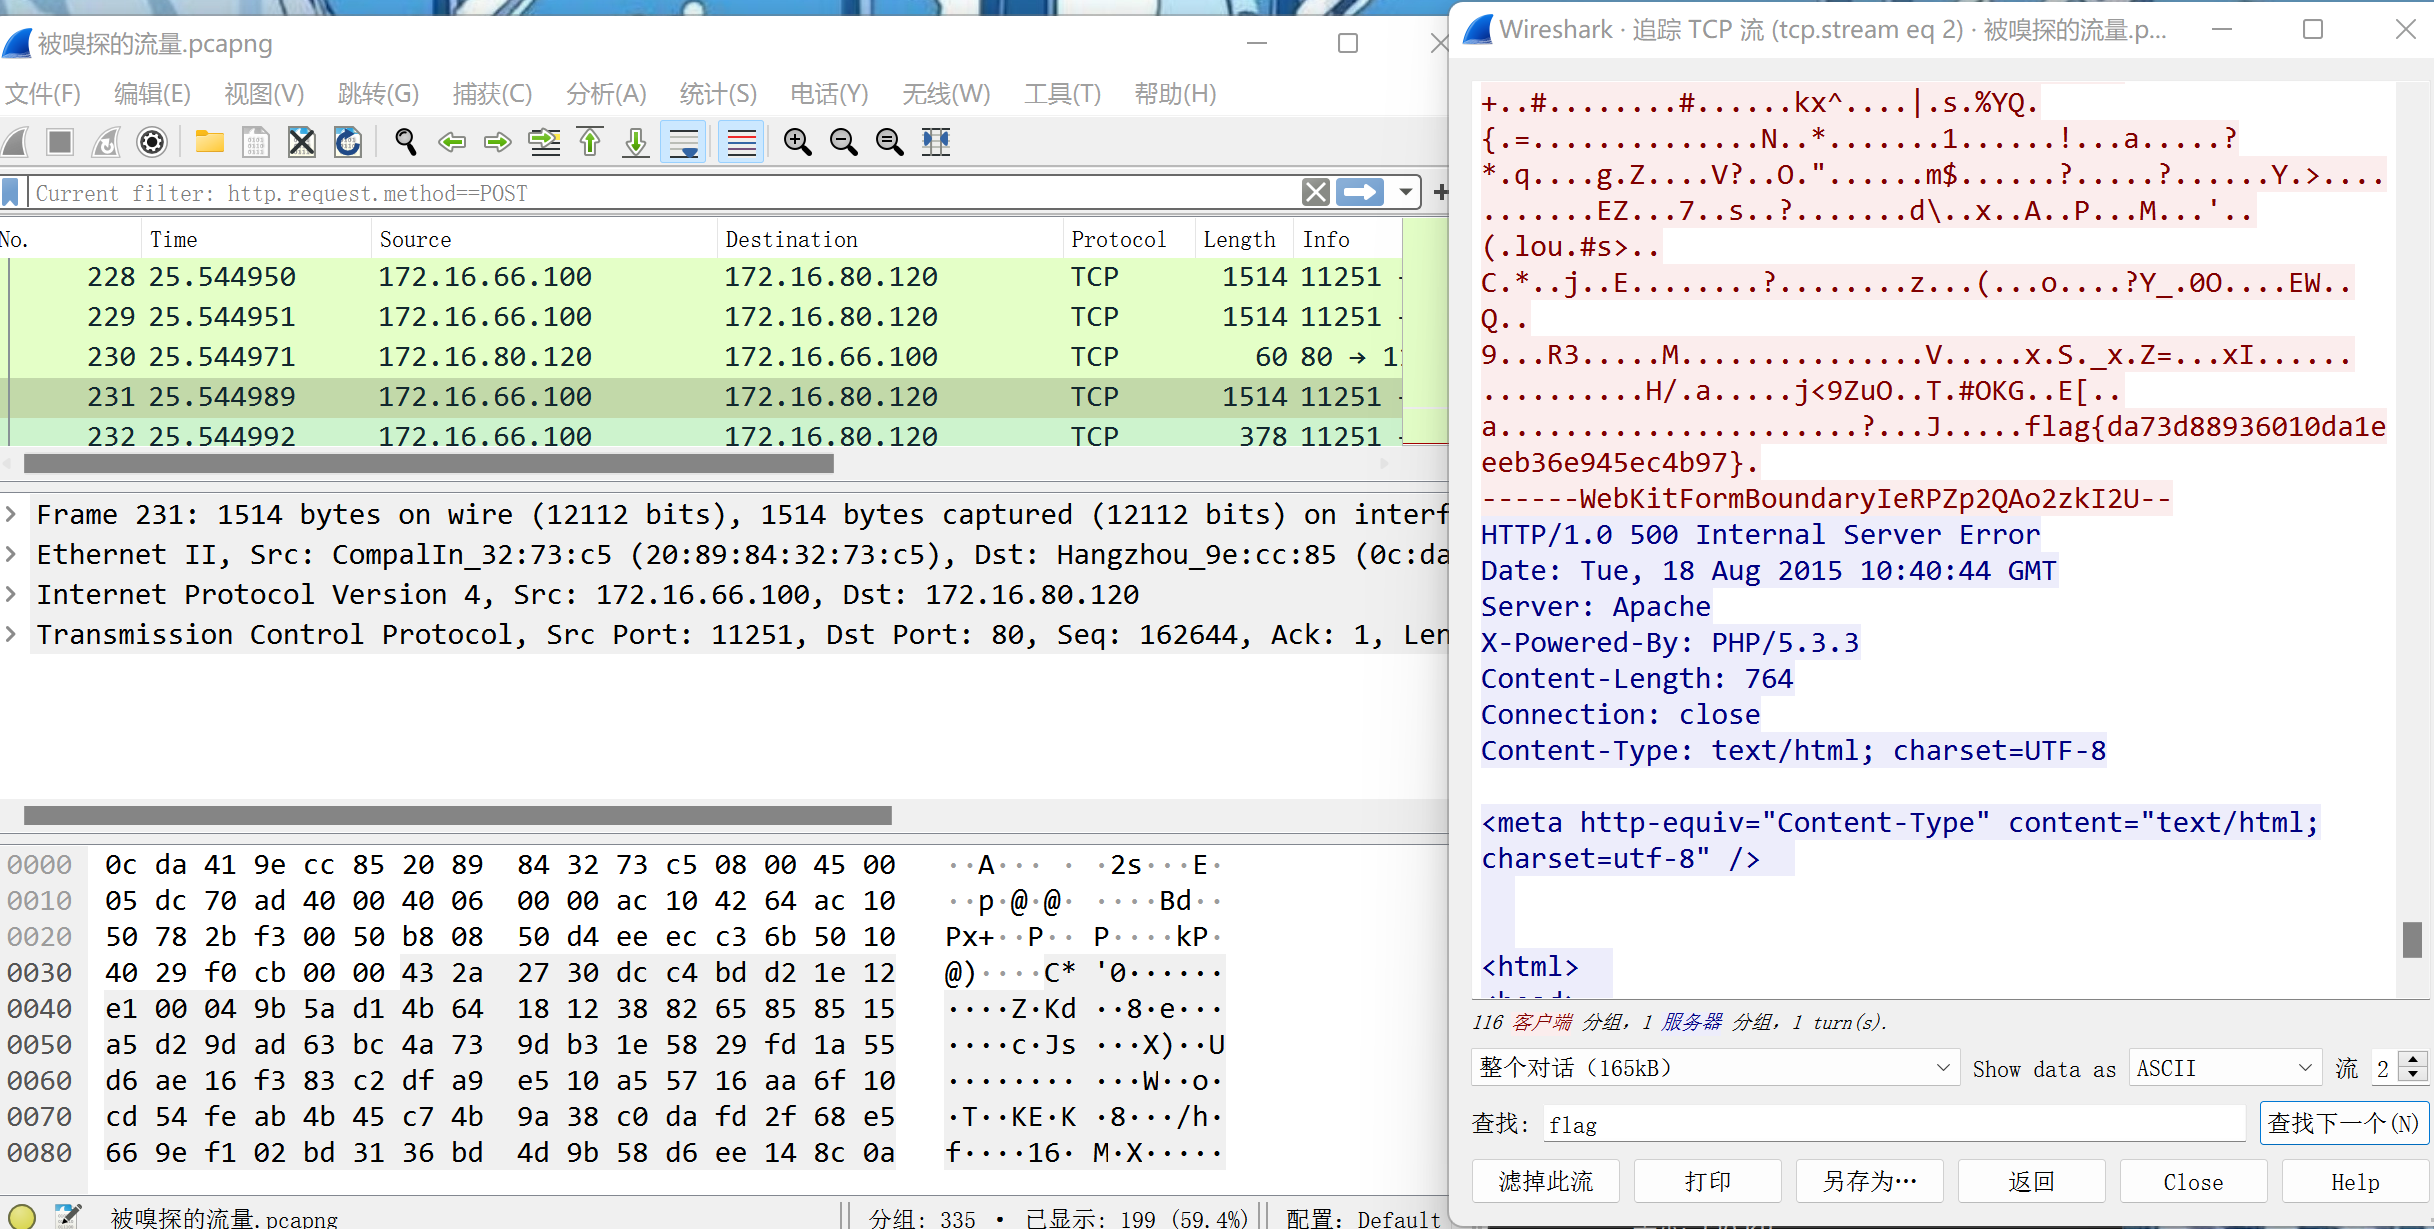 被嗅探的流量.pcapng
文件(F) 编辑(E) 视图(V) 跳转(G) 捕获(C) 分析(A) 统计(S) 电话(Y) 无线(W) 工具(T) 帮助(H)
Current filter: http.request.method==POST
No. Time Source Destination Protocol Length Info
228 25.544950 172.16.66.100 172.16.80.120 TCP 1514 11251
229 25.544951 172.16.66.100 172.16.80.120 TCP 1514 11251
230 25.544971 172.16.80.120 172.16.66.100 TCP 60 80 →
231 25.544989 172.16.66.100 172.16.80.120 TCP 1514 11251
232 25.544992 172.16.66.100 172.16.80.120 TCP 378 11251
Frame 231: 1514 bytes on wire (12112 bits), 1514 bytes captured (12112 bits) on interf
Ethernet II, Src: CompalIn_32:73:c5 (20:89:84:32:73:c5), Dst: Hangzhou_9e:cc:85 (0c:da
Internet Protocol Version 4, Src: 172.16.66.100, Dst: 172.16.80.120
Transmission Control Protocol, Src Port: 11251, Dst Port: 80, Seq: 162644, Ack: 1, Len
0000 0c da 41 9e cc 85 20 89 84 32 73 c5 08 00 45 00 ··A··· · ·2s···E·
0010 05 dc 70 ad 40 00 40 06 00 00 ac 10 42 64 ac 10 ··p·@·@· ····Bd··
0020 50 78 2b f3 00 50 b8 08 50 d4 ee ec c3 6b 50 10 Px+··P·· P····kP·
0030 40 29 f0 cb 00 00 43 2a 27 30 dc c4 bd d2 1e 12 @)····C* '0······
0040 e1 00 04 9b 5a d1 4b 64 18 12 38 82 65 85 85 15 ····Z·Kd ··8·e···
0050 a5 d2 9d ad 63 bc 4a 73 9d b3 1e 58 29 fd 1a 55 ····c·Js ···X)··U
0060 d6 ae 16 f3 83 c2 df a9 e5 10 a5 57 16 aa 6f 10 ········ ···W··o·
0070 cd 54 fe ab 4b 45 c7 4b 9a 38 c0 da fd 2f 68 e5 ·T··KE·K ·8···/h·
0080 66 9e f1 02 bd 31 36 bd 4d 9b 58 d6 ee 14 8c 0a f····16· M·X·····
被嗅探的流量.pcapng 分组: 335 · 已显示: 199 (59.4%) 配置: Default
Wireshark · 追踪 TCP 流 (tcp.stream eq 2) · 被嗅探的流量.p...
+..#........#......kx^....|.s.%YQ.
{.=..............N..*.......1......!...a.....?
*.q....g.Z....V?..O."......m$......?.....?......Y.>....
.......EZ...7..s..?.......d\..x..A..P...M...'..
(.lou.#s>..
C.*..j..E........?........z...(...o....?Y_.0O....EW..
Q..
9...R3.....M...............V.....x.S._x.Z=...xI......
..........H/.a.....j<9ZuO..T.#OKG..E[..
a......................?...J.....flag{da73d88936010da1e
eeb36e945ec4b97}.
------WebKitFormBoundaryIeRPZp2QAo2zkI2U--
HTTP/1.0 500 Internal Server Error
Date: Tue, 18 Aug 2015 10:40:44 GMT
Server: Apache
X-Powered-By: PHP/5.3.3
Content-Length: 764
Connection: close
Content-Type: text/html; charset=UTF-8
<meta http-equiv="Content-Type" content="text/html;
charset=utf-8" />
<html>
116 客户端 分组, 1 服务器 分组, 1 turn(s).
整个对话 (165kB) Show data as ASCII 流 2
查找: flag 查找下一个(N)
滤掉此流 打印 另存为… 返回 Close Help